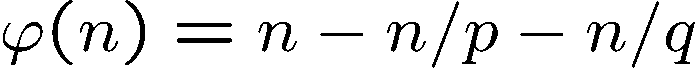 φ(n) = n − n/p − n/q